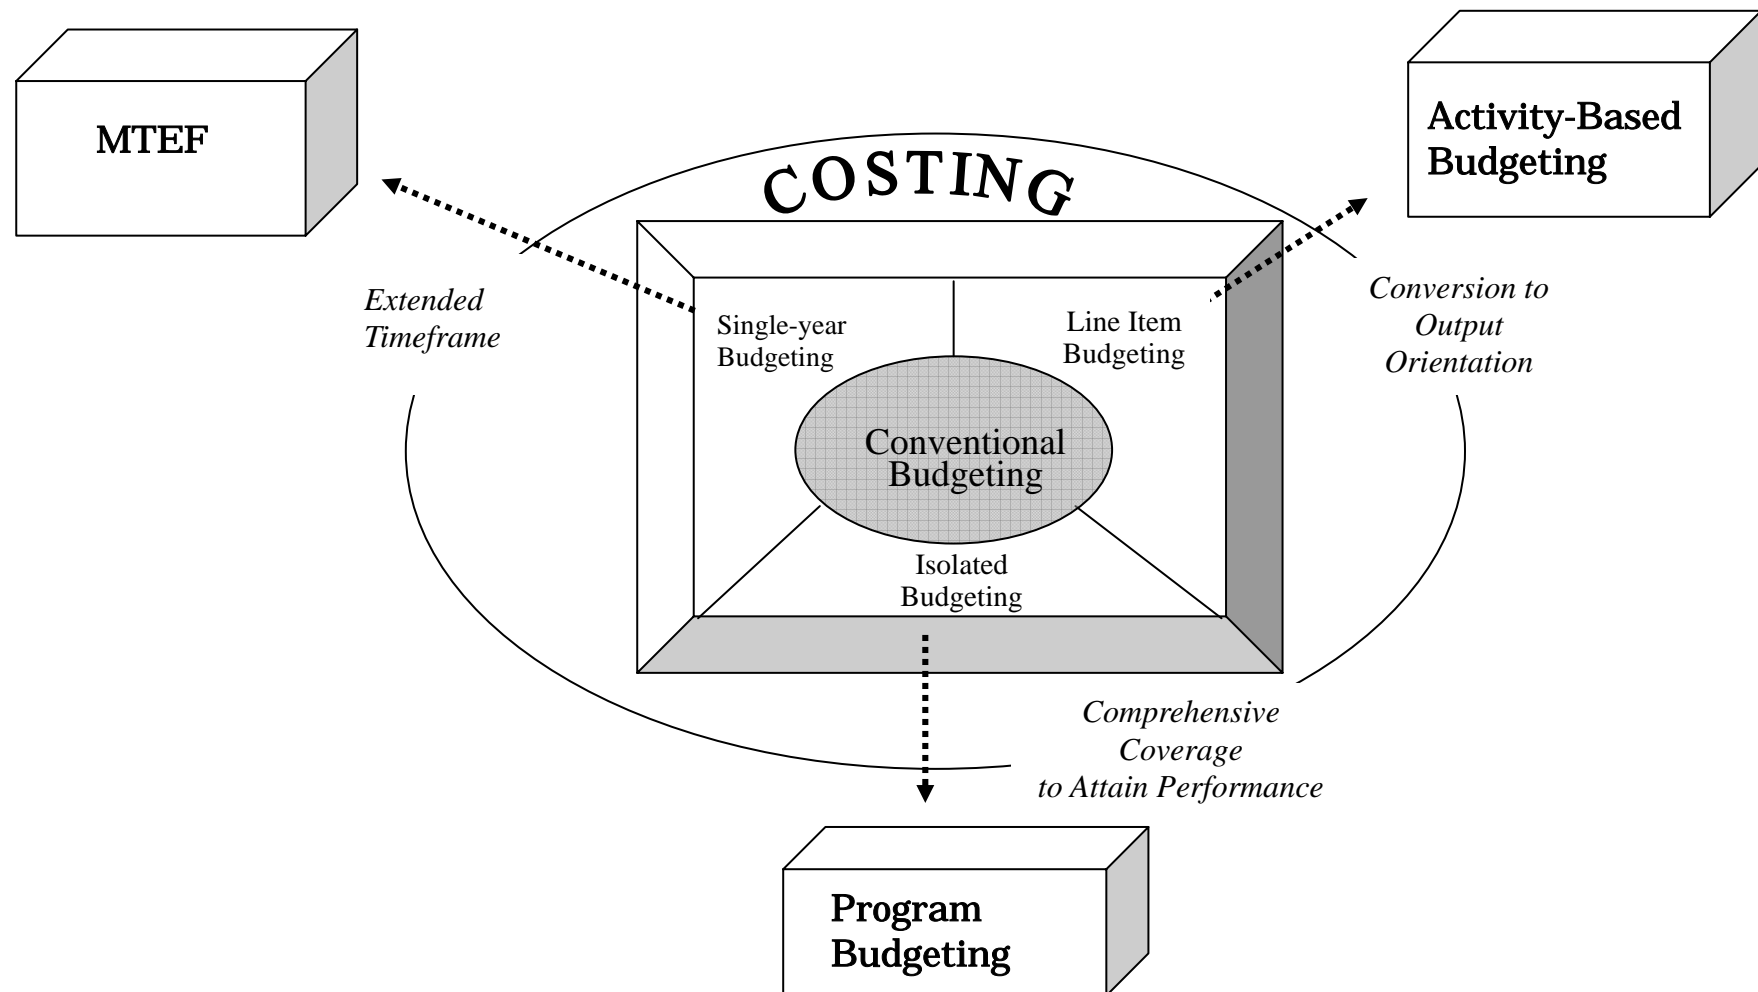 MTEF
Activity-Based
Budgeting
COSTING
Extended
Timeframe
Single-year
Budgeting
Line Item
Budgeting
Conversion to
Output
Orientation
Conventional
Budgeting
Isolated
Budgeting
Comprehensive
Coverage
to Attain Performance
Program
Budgeting